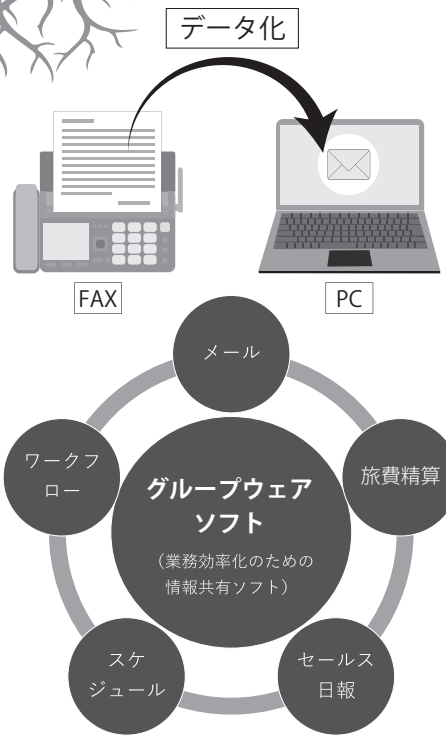 データ化
FAX
PC
メール
ワークフ
ロー
旅費精算
グループウェア
ソフト
（業務効率化のための
情報共有ソフト）
スケ
ジュール
セールス
日報